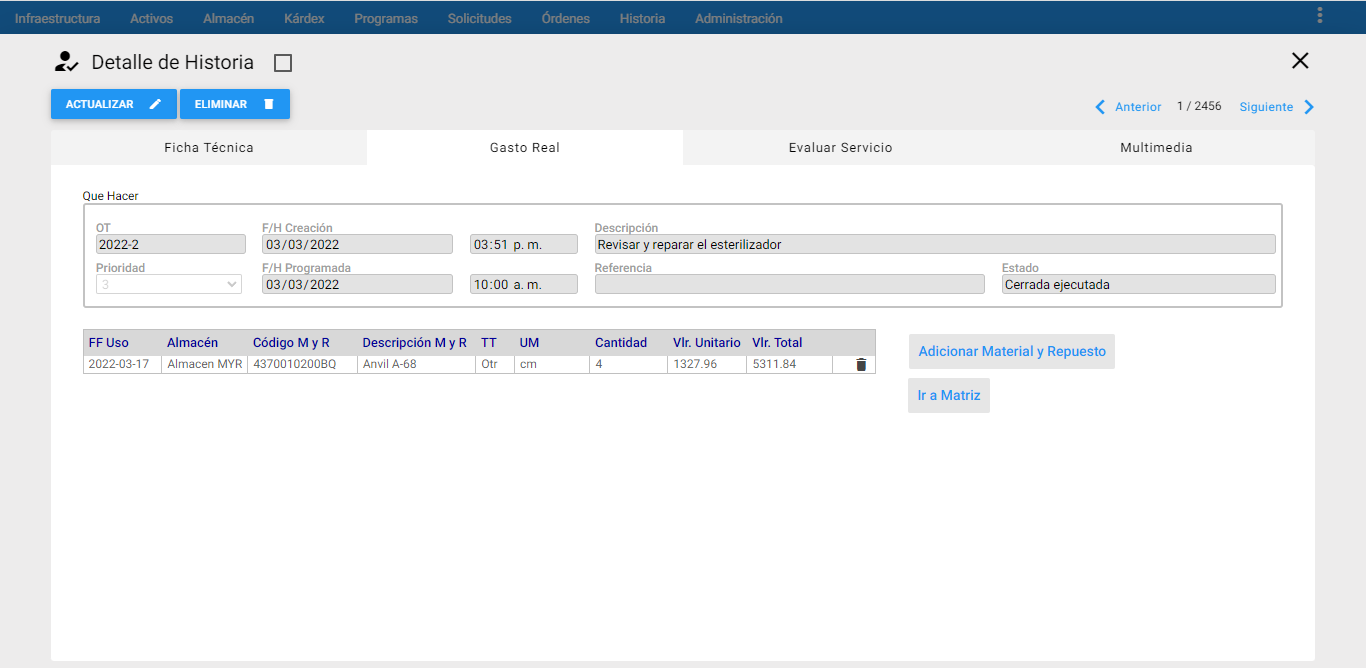 Infraestructura Activos Almacén Kárdex Programas Solicitudes Órdenes Historia Administración
Detalle de Historia
ACTUALIZAR ELIMINAR
Anterior 1 / 2456 Siguiente
Ficha Técnica Gasto Real Evaluar Servicio Multimedia
Que Hacer
OT F/H Creación Descripción
2022-2 03/03/2022 03:51 p. m. Revisar y reparar el esterilizador
Prioridad F/H Programada Referencia Estado
3 03/03/2022 10:00 a. m. Cerrada ejecutada
FF Uso Almacén Código M y R Descripción M y R TT UM Cantidad Vlr. Unitario Vlr. Total
2022-03-17 Almacen MYR 4370010200BQ Anvil A-68 Otr cm 4 1327.96 5311.84
Adicionar Material y Repuesto
Ir a Matriz